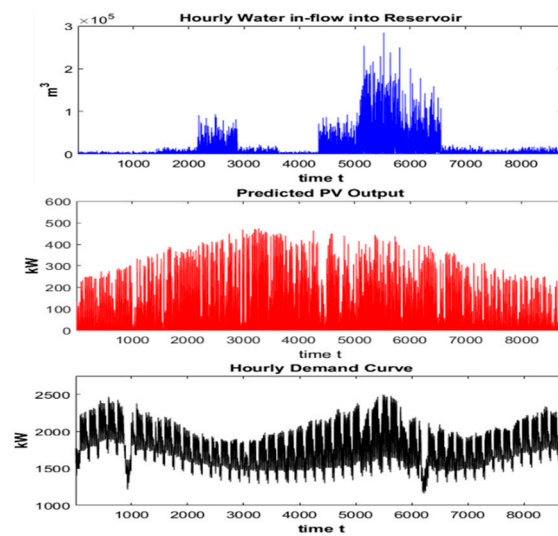 Hourly Water in-flow into Reservoir
× 10⁵
3
2
1
0
m³
1000 2000 3000 4000 5000 6000 7000 8000
time t
Predicted PV Output
600
500
400
300
200
100
0
kW
1000 2000 3000 4000 5000 6000 7000 8000
time t
Hourly Demand Curve
2500
2000
1500
1000
kW
1000 2000 3000 4000 5000 6000 7000 8000
time t